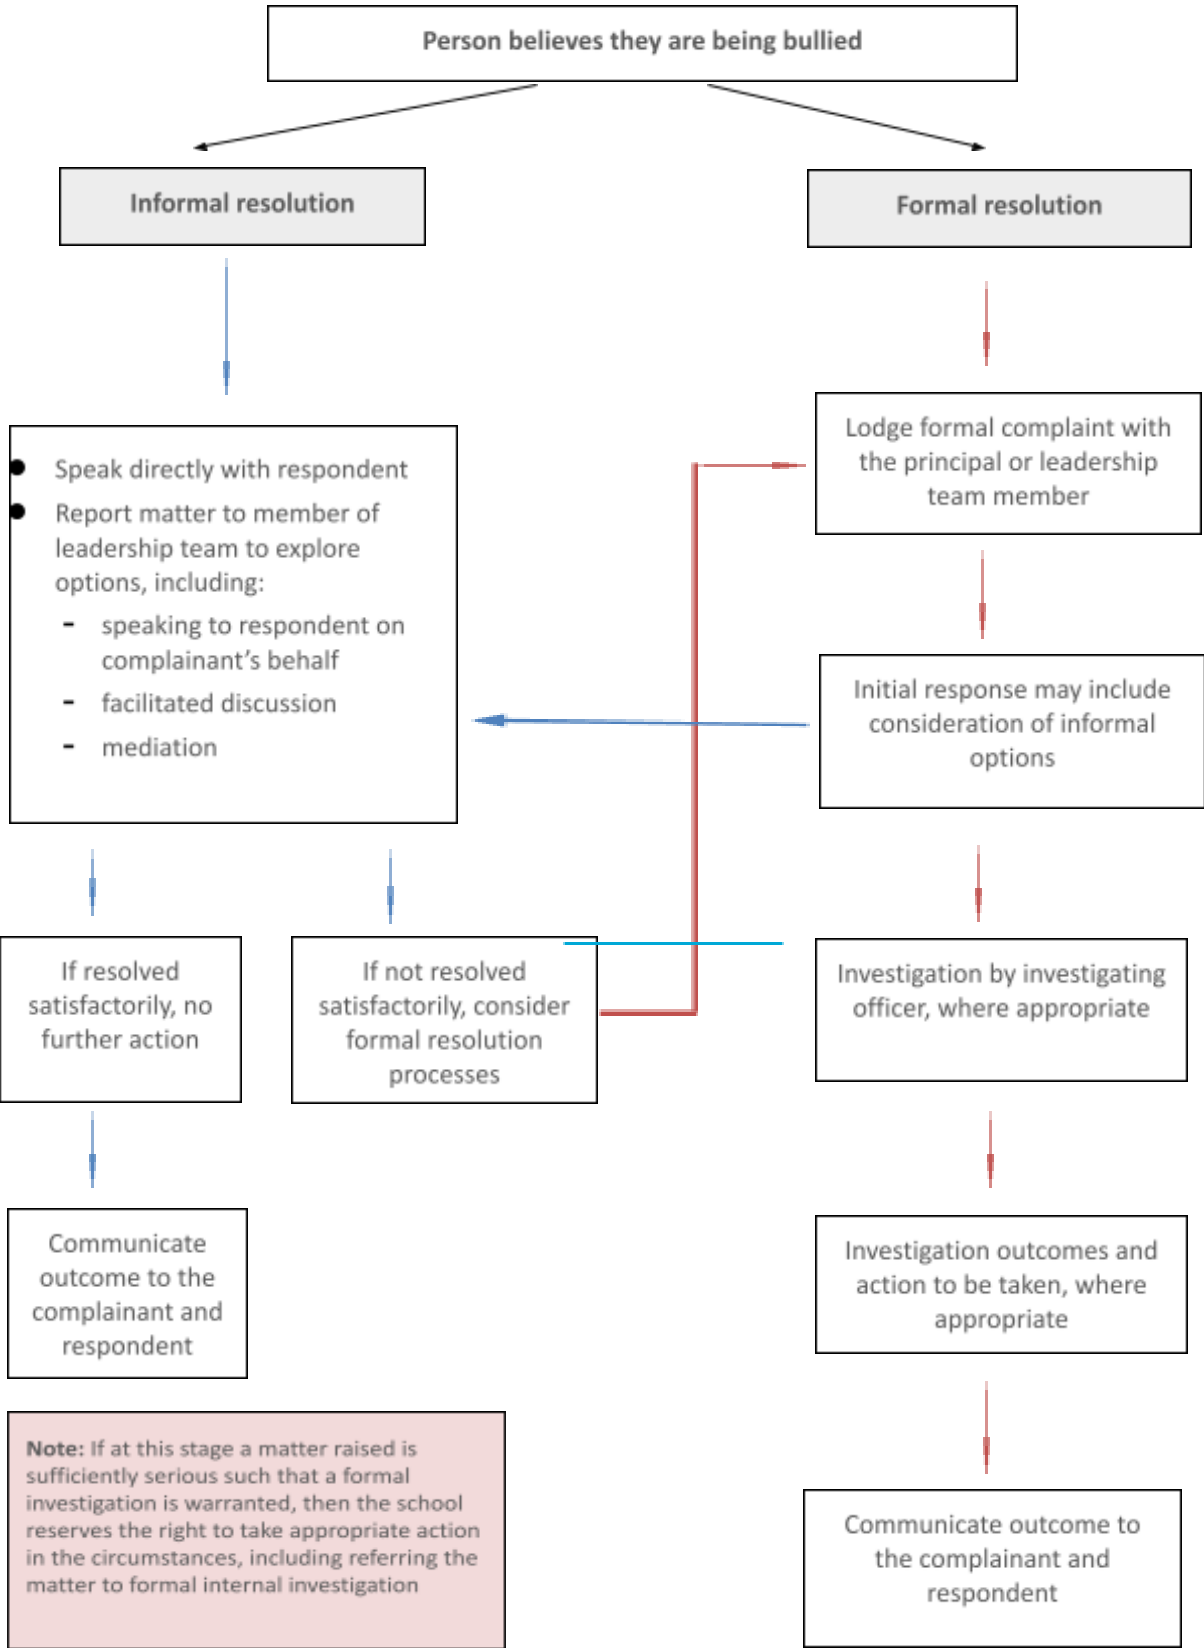 Person believes they are being bullied
Informal resolution
Formal resolution
● Speak directly with respondent
● Report matter to member of
leadership team to explore
options, including:
- speaking to respondent on
complainant's behalf
- facilitated discussion
- mediation
Lodge formal complaint with
the principal or leadership
team member
Initial response may include
consideration of informal
options
If resolved
satisfactorily, no
further action
If not resolved
satisfactorily, consider
formal resolution
processes
Investigation by investigating
officer, where appropriate
Communicate
outcome to the
complainant and
respondent
Investigation outcomes and
action to be taken, where
appropriate
Note: If at this stage a matter raised is
sufficiently serious such that a formal
investigation is warranted, then the school
reserves the right to take appropriate action
in the circumstances, including referring the
matter to formal internal investigation
Communicate outcome to
the complainant and
respondent